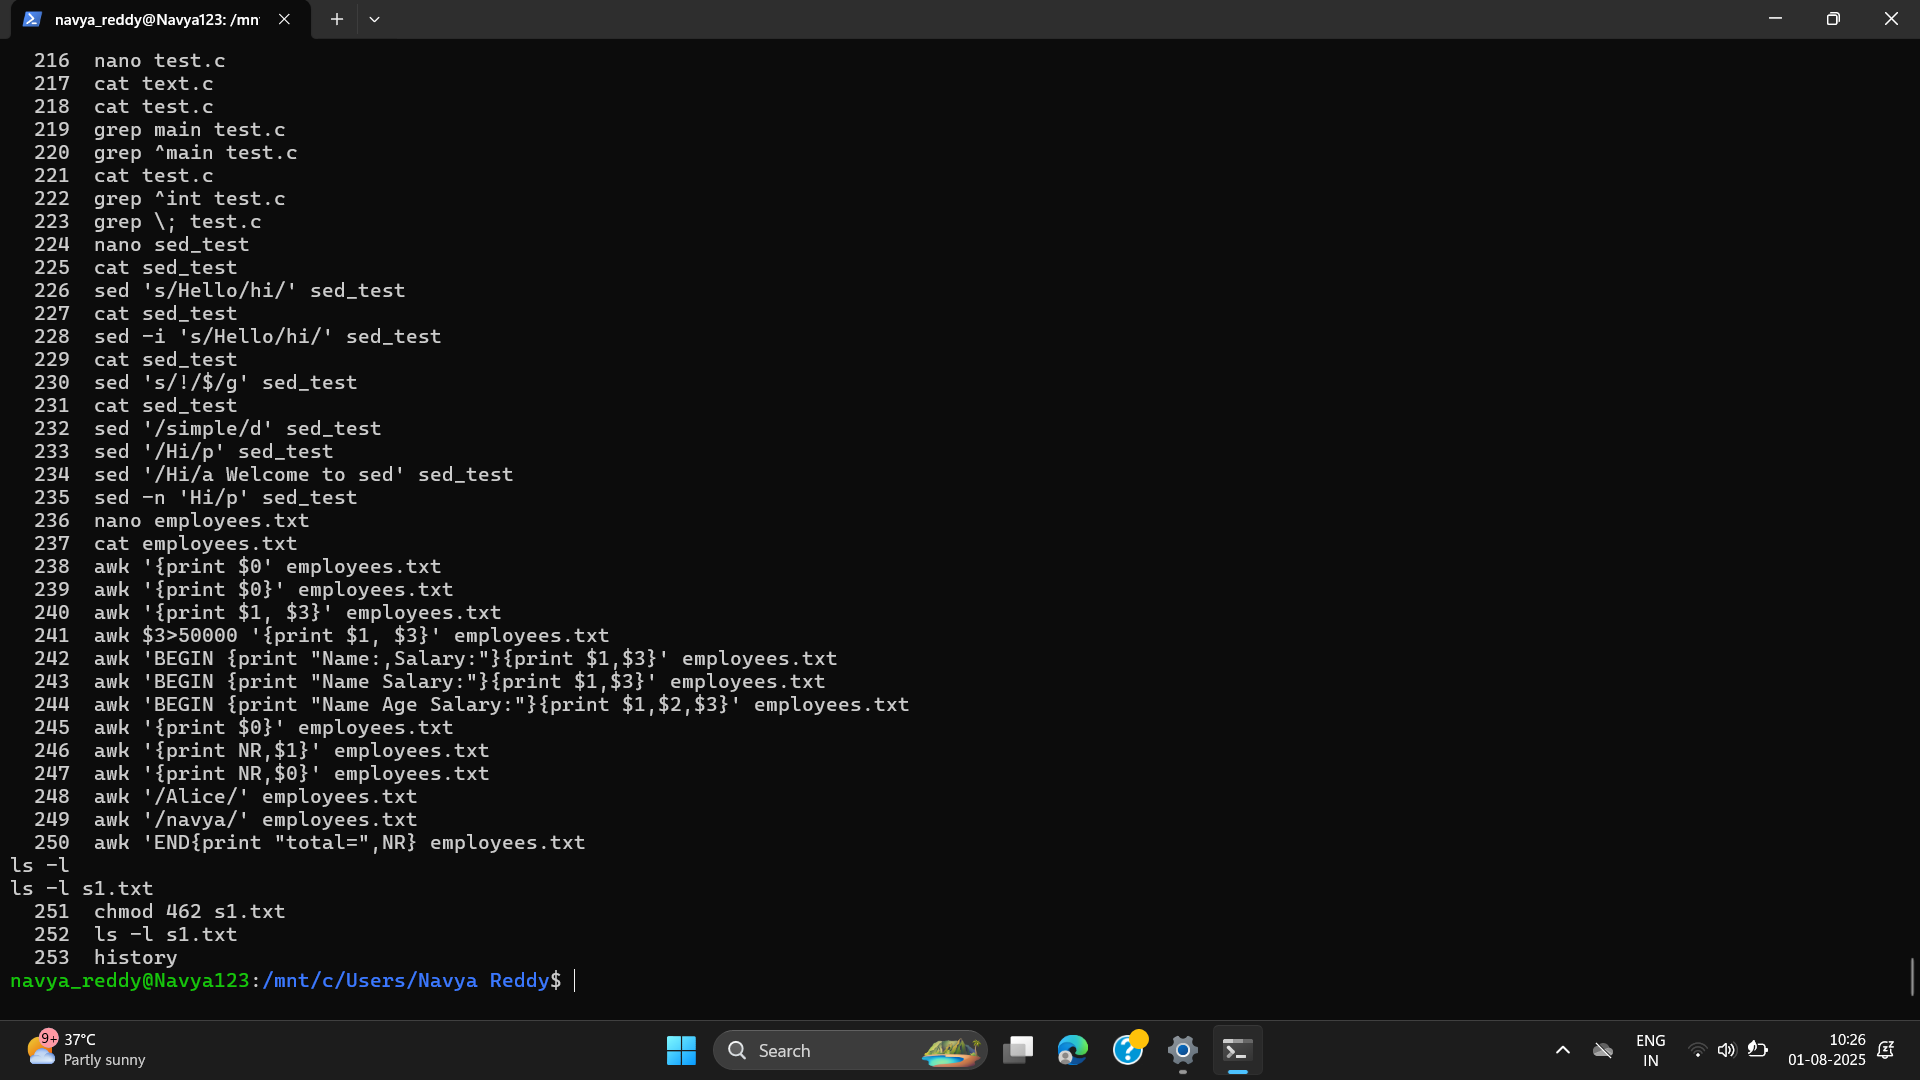 navya_reddy@Navya123: /mn
216  nano test.c
217  cat text.c
218  cat test.c
219  grep main test.c
220  grep ^main test.c
221  cat test.c
222  grep ^int test.c
223  grep \; test.c
224  nano sed_test
225  cat sed_test
226  sed 's/Hello/hi/' sed_test
227  cat sed_test
228  sed -i 's/Hello/hi/' sed_test
229  cat sed_test
230  sed 's/!/$/g' sed_test
231  cat sed_test
232  sed '/simple/d' sed_test
233  sed '/Hi/p' sed_test
234  sed '/Hi/a Welcome to sed' sed_test
235  sed -n 'Hi/p' sed_test
236  nano employees.txt
237  cat employees.txt
238  awk '{print $0' employees.txt
239  awk '{print $0}' employees.txt
240  awk '{print $1, $3}' employees.txt
241  awk $3>50000 '{print $1, $3}' employees.txt
242  awk 'BEGIN {print "Name:,Salary:"}{print $1,$3}' employees.txt
243  awk 'BEGIN {print "Name Salary:"}{print $1,$3}' employees.txt
244  awk 'BEGIN {print "Name Age Salary:"}{print $1,$2,$3}' employees.txt
245  awk '{print $0}' employees.txt
246  awk '{print NR,$1}' employees.txt
247  awk '{print NR,$0}' employees.txt
248  awk '/Alice/' employees.txt
249  awk '/navya/' employees.txt
250  awk 'END{print "total=",NR} employees.txt
ls -l
ls -l s1.txt
251  chmod 462 s1.txt
252  ls -l s1.txt
253  history
navya_reddy@Navya123:/mnt/c/Users/Navya Reddy$
9+
37°C
Partly sunny
Search
ENG
IN
10:26
01-08-2025